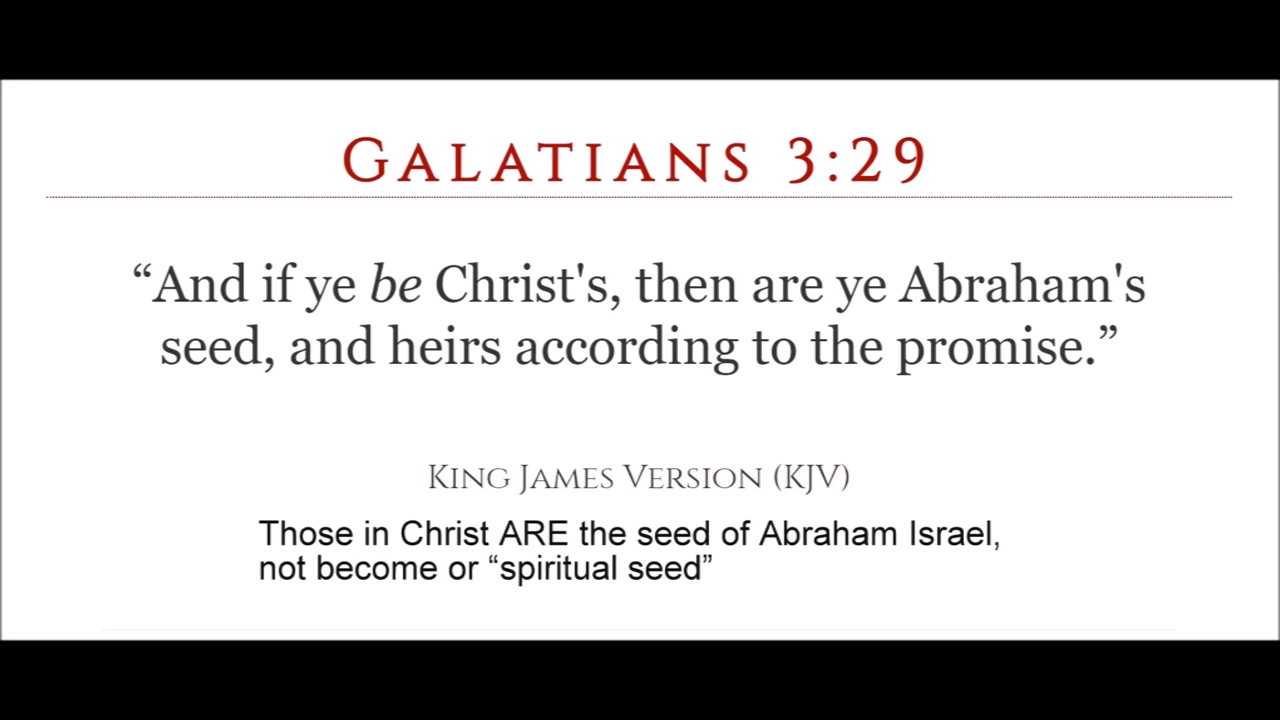 Galatians 3:29
“And if ye be Christ's, then are ye Abraham's
seed, and heirs according to the promise.”
King James Version (KJV)
Those in Christ ARE the seed of Abraham Israel,
not become or “spiritual seed”